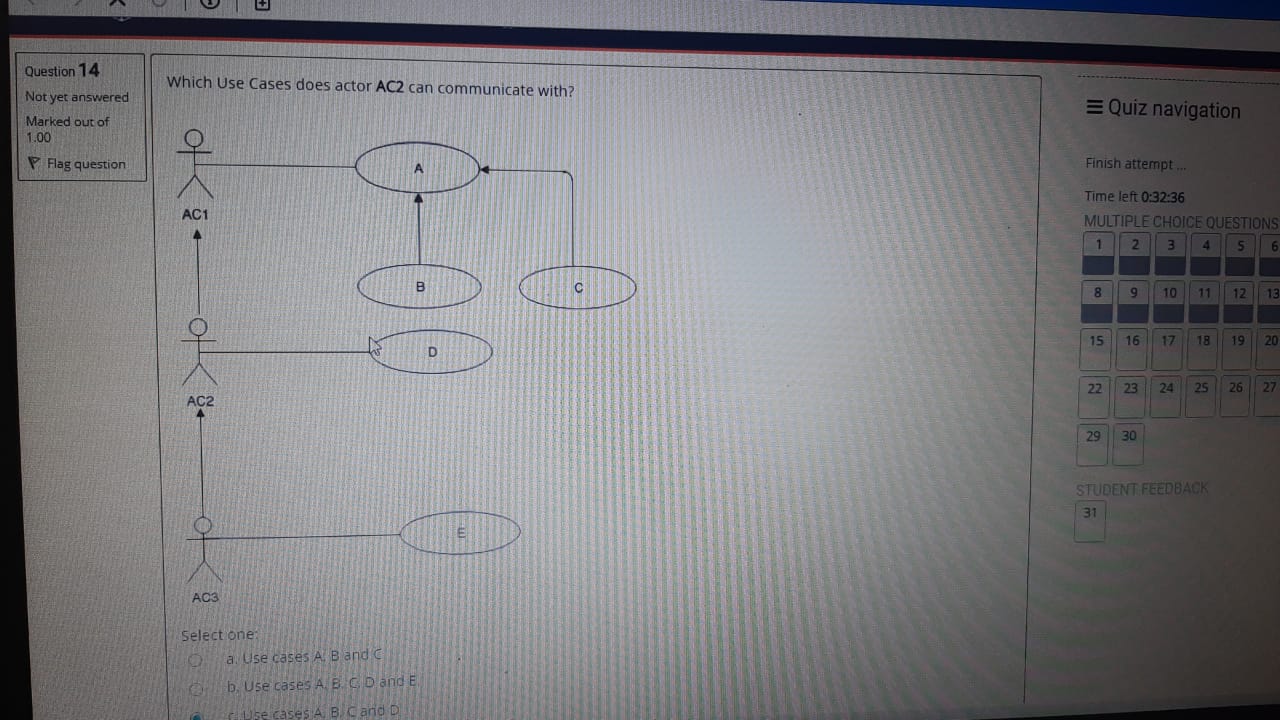 Question 14
Not yet answered
Marked out of
1.00
Flag question
Which Use Cases does actor AC2 can communicate with?
A
AC1
B
C
D
AC2
E
AC3
Select one:
a. Use cases A, B and C
b. Use cases A, B, C, D and E
c. Use cases A, B, C and D
Quiz navigation
Finish attempt ...
Time left 0:32:36
MULTIPLE CHOICE QUESTIONS
1 2 3 4 5 6
8 9 10 11 12 13
15 16 17 18 19 20
22 23 24 25 26 27
29 30
STUDENT FEEDBACK
31